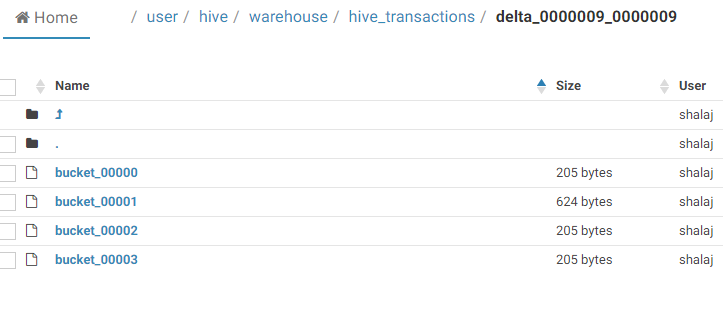 Home / user / hive / warehouse / hive_transactions / delta_0000009_0000009
Name Size User
shalaj
. shalaj
bucket_00000 205 bytes shalaj
bucket_00001 624 bytes shalaj
bucket_00002 205 bytes shalaj
bucket_00003 205 bytes shalaj